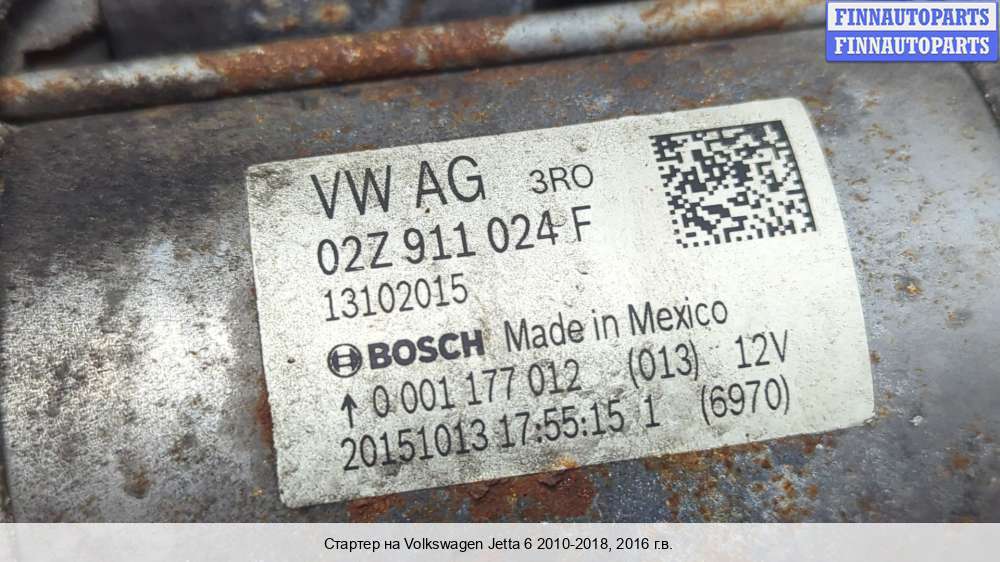 FINNAUTOPARTS
FINNAUTOPARTS
VW AG 3RO
02Z 911 024 F
13102015
BOSCH Made in Mexico
↑ 0 001 177 012 (013) 12V
20151013 17:55:15 1 (6970)
Стартер на Volkswagen Jetta 6 2010-2018, 2016 г.в.